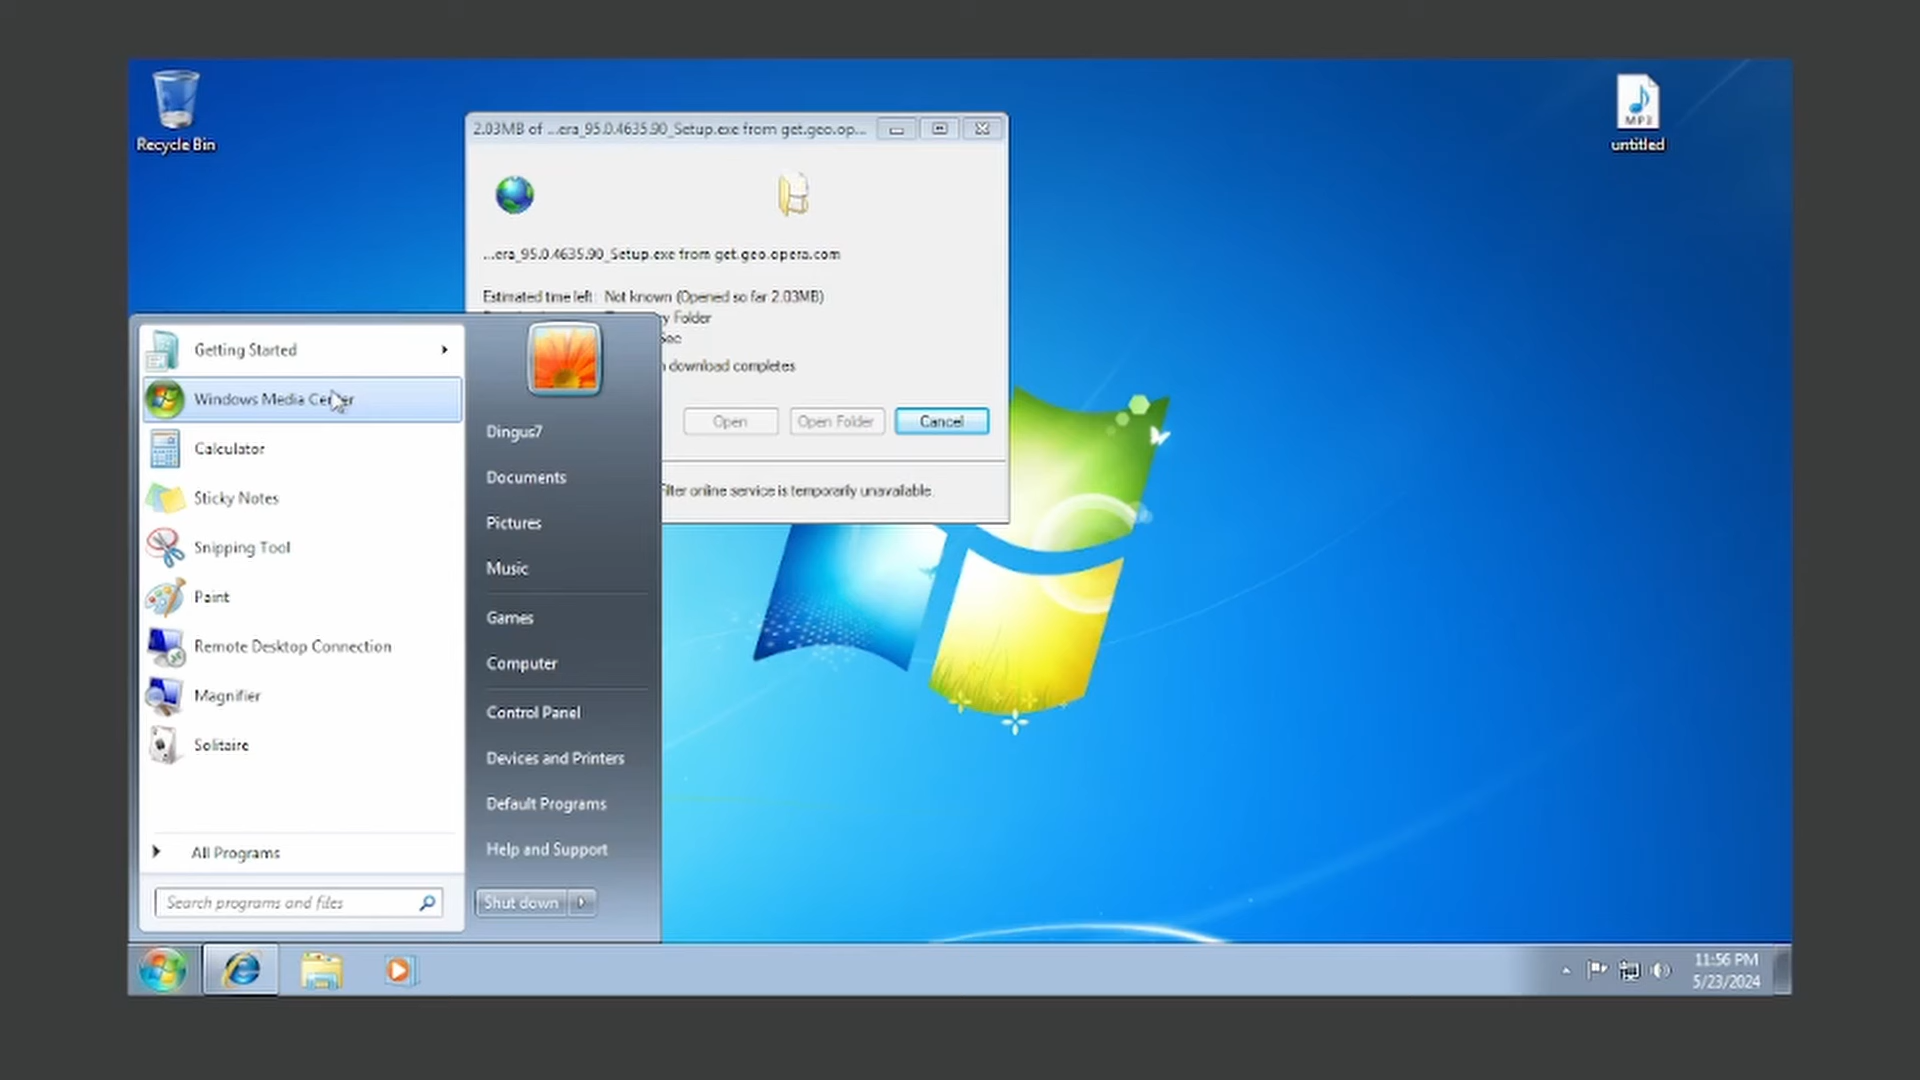 Recycle Bin
MP3
untitled
2.03MB of ...era_95.0.4635.90_Setup.exe from get.geo.op...
...era_95.0.4635.90_Setup.exe from get.geo.opera.com
Estimated time left: Not known (Opened so far 2.03MB)
y Folder
Sec
download completes
Open
Open Folder
Cancel
Filter online service is temporarily unavailable.
Getting Started
Windows Media Center
Calculator
Sticky Notes
Snipping Tool
Paint
Remote Desktop Connection
Magnifier
Solitaire
All Programs
Search programs and files
Dingus7
Documents
Pictures
Music
Games
Computer
Control Panel
Devices and Printers
Default Programs
Help and Support
Shut down
11:56 PM
5/23/2024